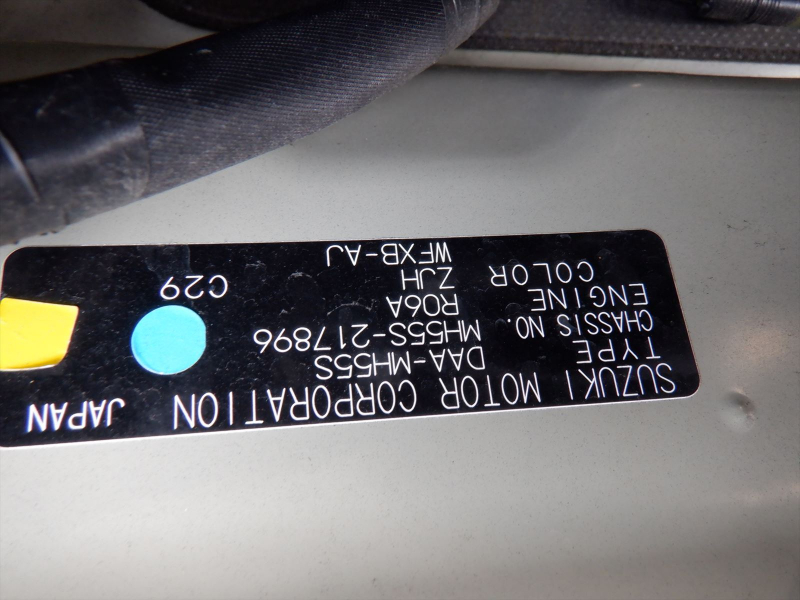 SUZUKI MOTOR CORPORATION JAPAN
TYPE DAA-MH55S
CHASSIS NO. MH55S-217896
ENGINE R06A
COLOR ZJH C29
WFXB-AJ